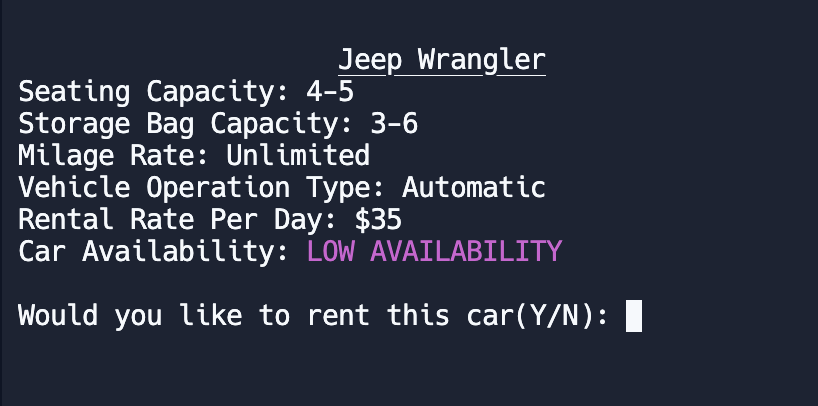 Jeep Wrangler
Seating Capacity: 4-5
Storage Bag Capacity: 3-6
Milage Rate: Unlimited
Vehicle Operation Type: Automatic
Rental Rate Per Day: $35
Car Availability: LOW AVAILABILITY
Would you like to rent this car(Y/N):